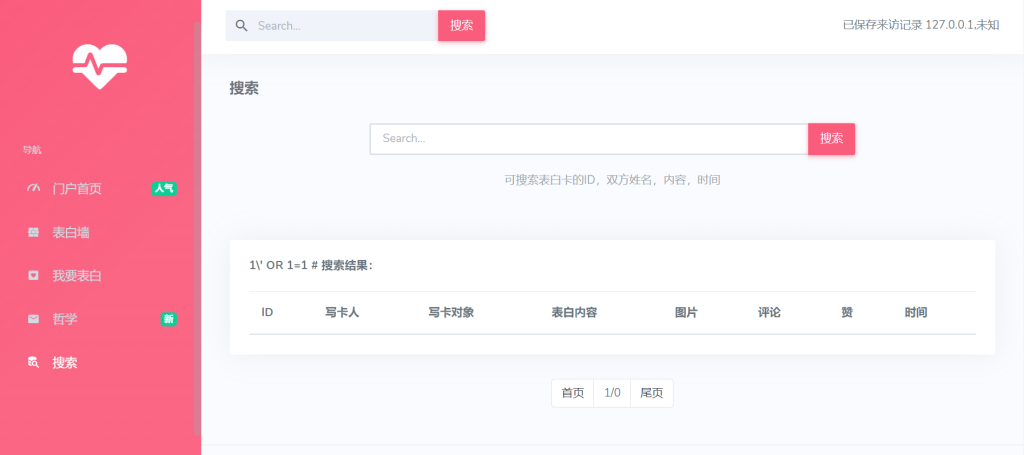 Search...
搜索
已保存来访记录 127.0.0.1,未知
导航
门户首页
人气
表白墙
我要表白
哲学
新
搜索
搜索
Search...
搜索
可搜索表白卡的ID，双方姓名，内容，时间
1\' OR 1=1 # 搜索结果：
ID 写卡人 写卡对象 表白内容 图片 评论 赞 时间
首页 1/0 尾页